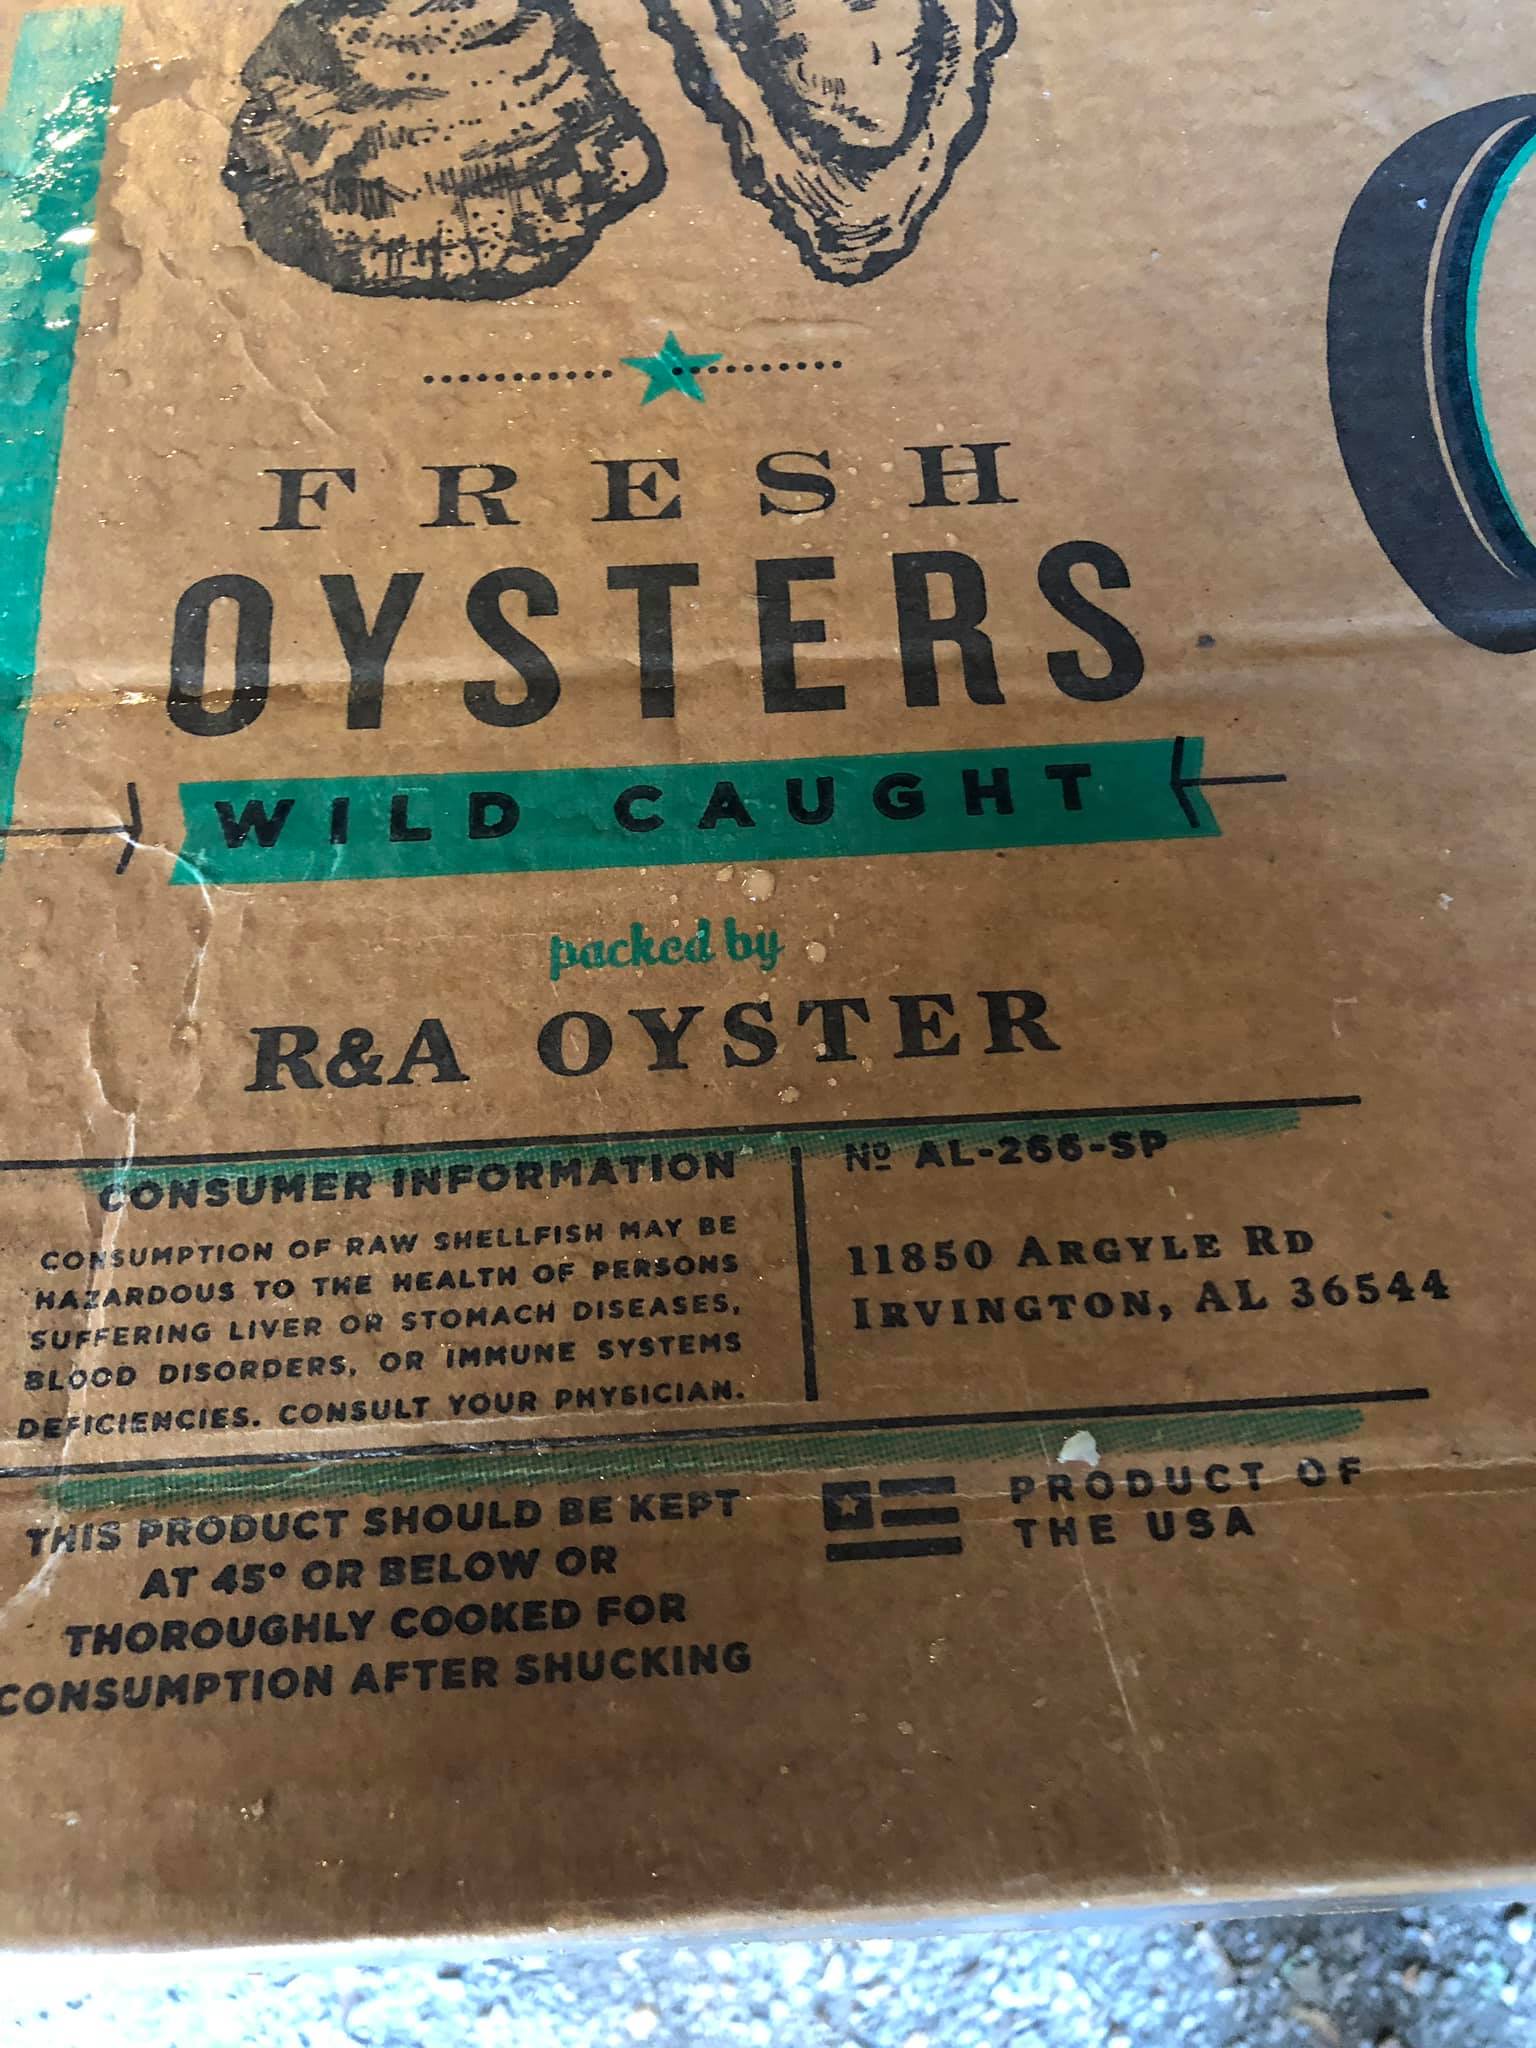 FRESH
OYSTERS
WILD CAUGHT
packed by
R&A OYSTER
CONSUMER INFORMATION
CONSUMPTION OF RAW SHELLFISH MAY BE
HAZARDOUS TO THE HEALTH OF PERSONS
SUFFERING LIVER OR STOMACH DISEASES,
BLOOD DISORDERS, OR IMMUNE SYSTEMS
DEFICIENCIES. CONSULT YOUR PHYSICIAN.
Nº AL-266-SP
11850 ARGYLE RD
IRVINGTON, AL 36544
THIS PRODUCT SHOULD BE KEPT
AT 45° OR BELOW OR
THOROUGHLY COOKED FOR
CONSUMPTION AFTER SHUCKING
PRODUCT OF
THE USA